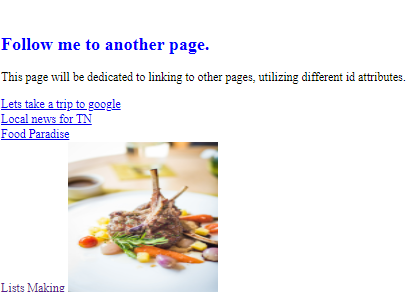 Follow me to another page.
This page will be dedicated to linking to other pages, utilizing different id attributes.
Lets take a trip to google
Local news for TN
Food Paradise
Lists Making